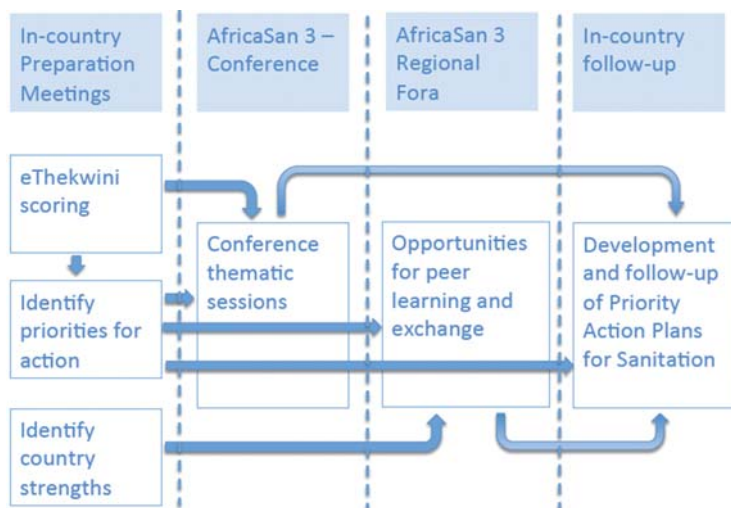 In-country
Preparation
Meetings
AfricaSan 3 –
Conference
AfricaSan 3
Regional
Fora
In-country
follow-up
eThekwini
scoring
Identify
priorities for
action
Identify
country
strengths
Conference
thematic
sessions
Opportunities
for peer
learning and
exchange
Development
and follow-up
of Priority
Action Plans
for Sanitation